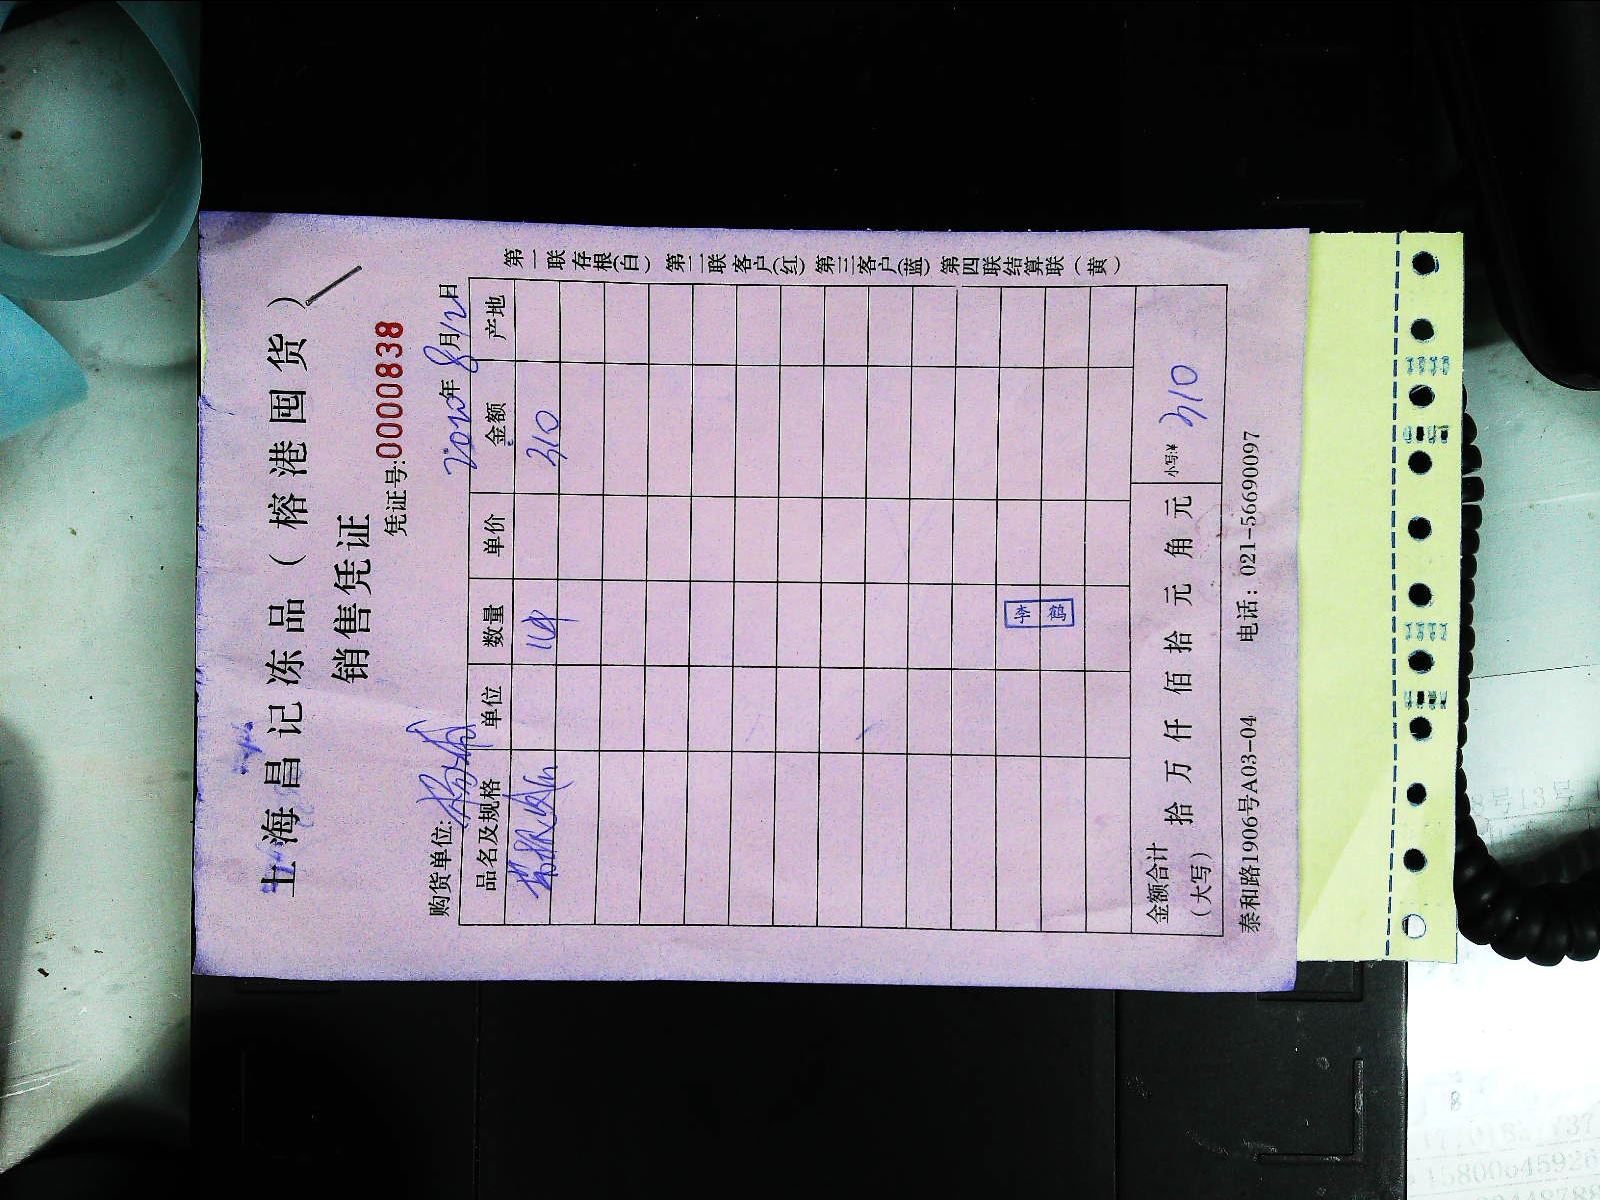 上海昌记冻品（榕港囤货）
销售凭证
凭证号:0000838
购货单位: 2020年8月12日
品名及规格 单位 数量 单价 金额 产地
1件 310
李鹤
金额合计（大写） 拾 万 仟 佰 拾 元 角 元 小写:¥ 310
泰和路1906号A03-04 电话: 021-56690097
第一联存根(白) 第二联客户(红) 第三客户(蓝) 第四联结算联(黄)